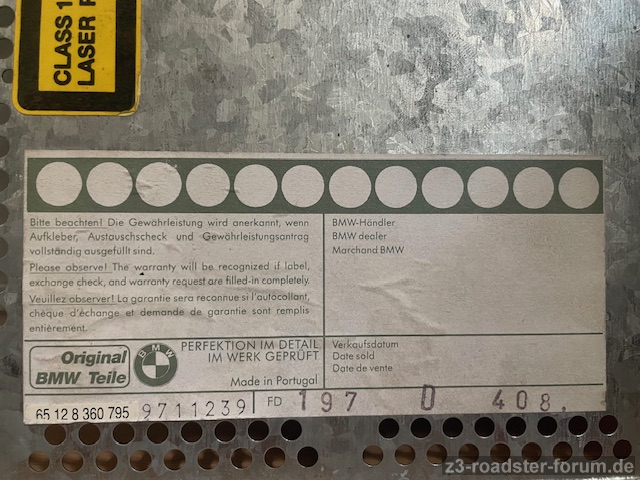 CLASS 1
LASER
Bitte beachten! Die Gewährleistung wird anerkannt, wenn
Aufkleber, Austauschscheck und Gewährleistungsantrag
vollständig ausgefüllt sind.
Please observe! The warranty will be recognized if label,
exchange check, and warranty request are filled-in completely.
Veuillez observer! La garantie sera reconnue si l'autocollant,
chèque d'échange et demande de garantie sont remplis
entièrement.
BMW-Händler
BMW dealer
Marchand BMW
Original
BMW Teile
BMW
PERFEKTION IM DETAIL
IM WERK GEPRÜFT
Made in Portugal
Verkaufsdatum
Date sold
Date de vente
65 12 8 360 795 9711239 FD 197 D 408.
z3-roadster-forum.de